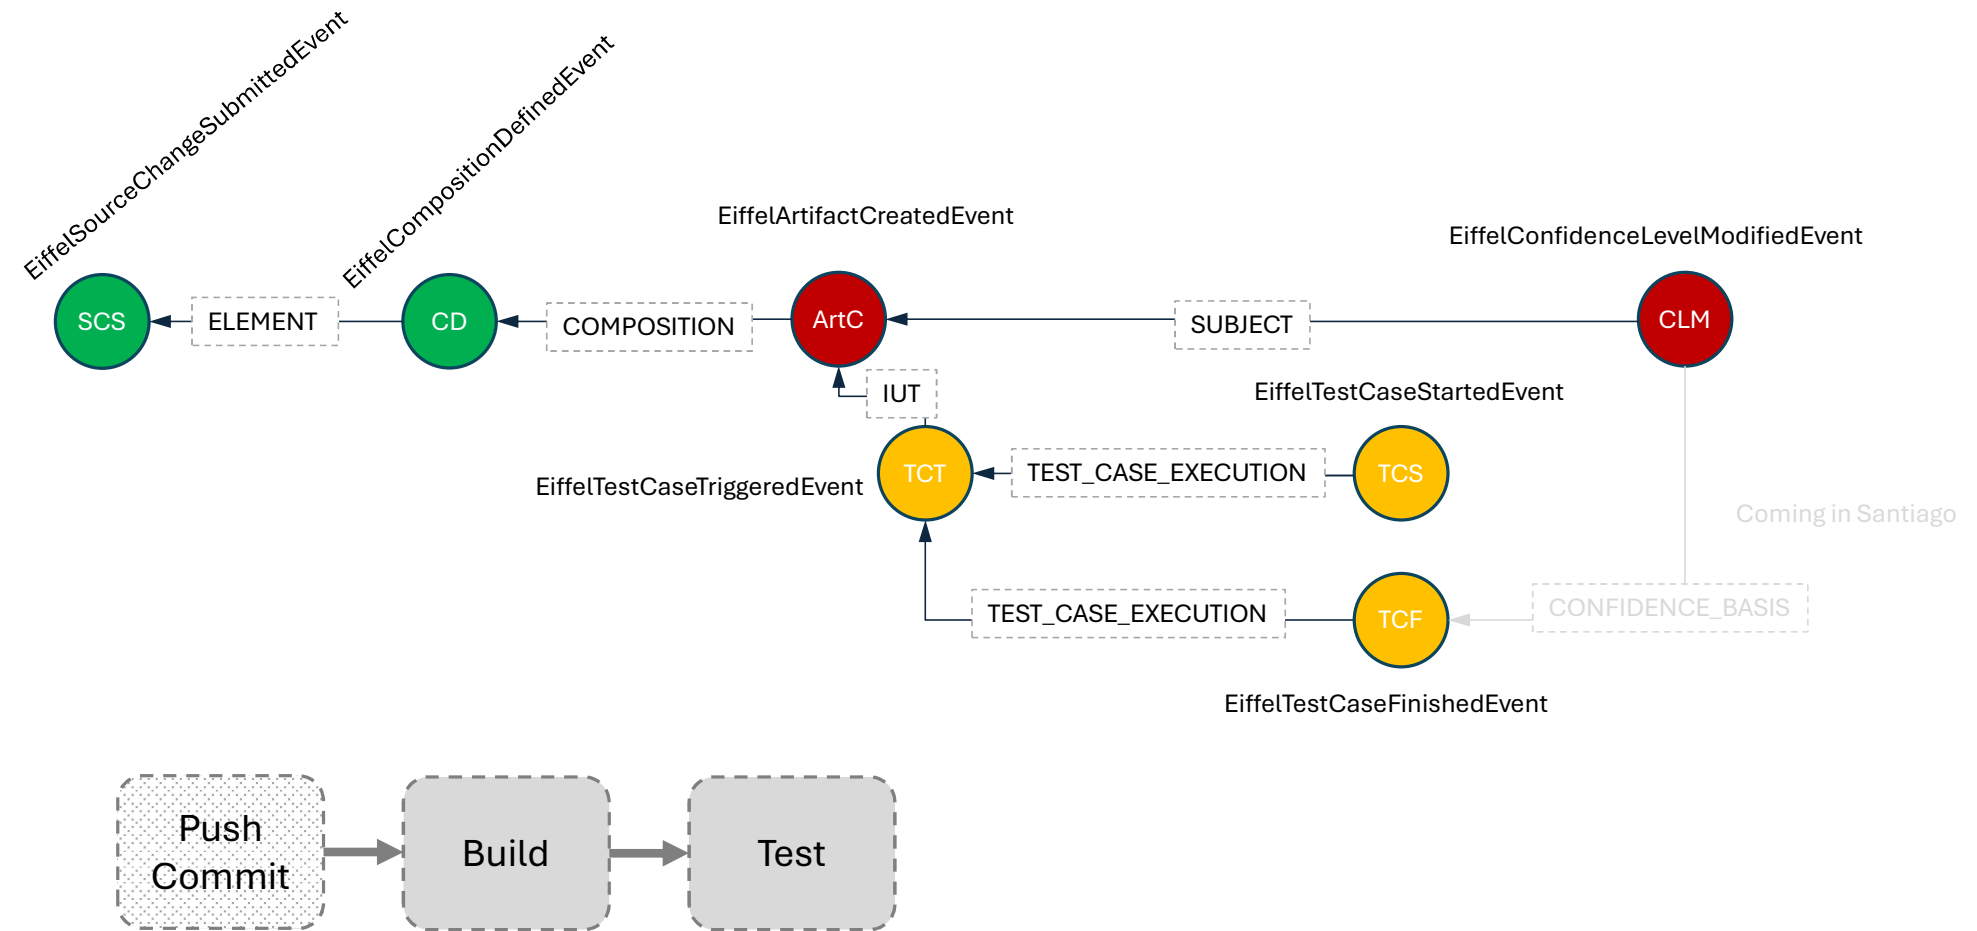 EiffelSourceChangeSubmittedEvent
EiffelCompositionDefinedEvent
EiffelArtifactCreatedEvent
EiffelConfidenceLevelModifiedEvent
SCS
ELEMENT
CD
COMPOSITION
ArtC
SUBJECT
CLM
IUT
EiffelTestCaseStartedEvent
EiffelTestCaseTriggeredEvent
TCT
TEST_CASE_EXECUTION
TCS
Coming in Santiago
TEST_CASE_EXECUTION
TCF
CONFIDENCE_BASIS
EiffelTestCaseFinishedEvent
Push
Commit
Build
Test